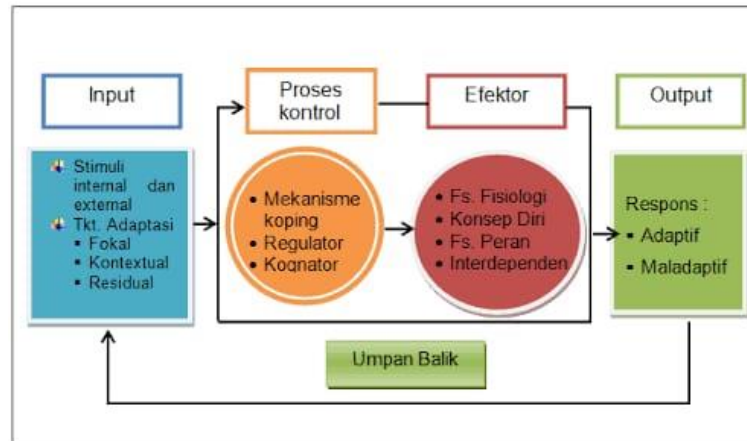 Input
Proses
kontrol
Efektor
Output
Stimuli
internal dan
external
Tkt. Adaptasi
Fokal
Kontextual
Residual
Mekanisme
koping
Regulator
Kognator
Fs. Fisiologi
Konsep Diri
Fs. Peran
Interdependen
Respons :
Adaptif
Maladaptif
Umpan Balik